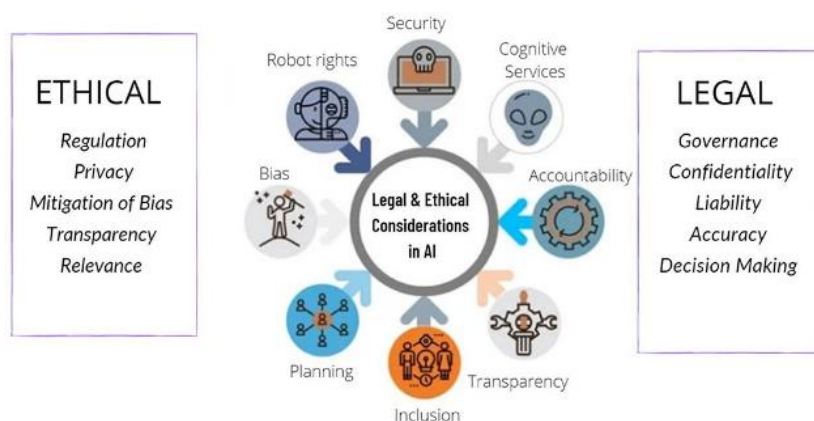 ETHICAL
Regulation
Privacy
Mitigation of Bias
Transparency
Relevance
Security
Robot rights
Cognitive
Services
Bias
Legal & Ethical
Considerations
in AI
Accountability
Planning
Inclusion
Transparency
LEGAL
Governance
Confidentiality
Liability
Accuracy
Decision Making